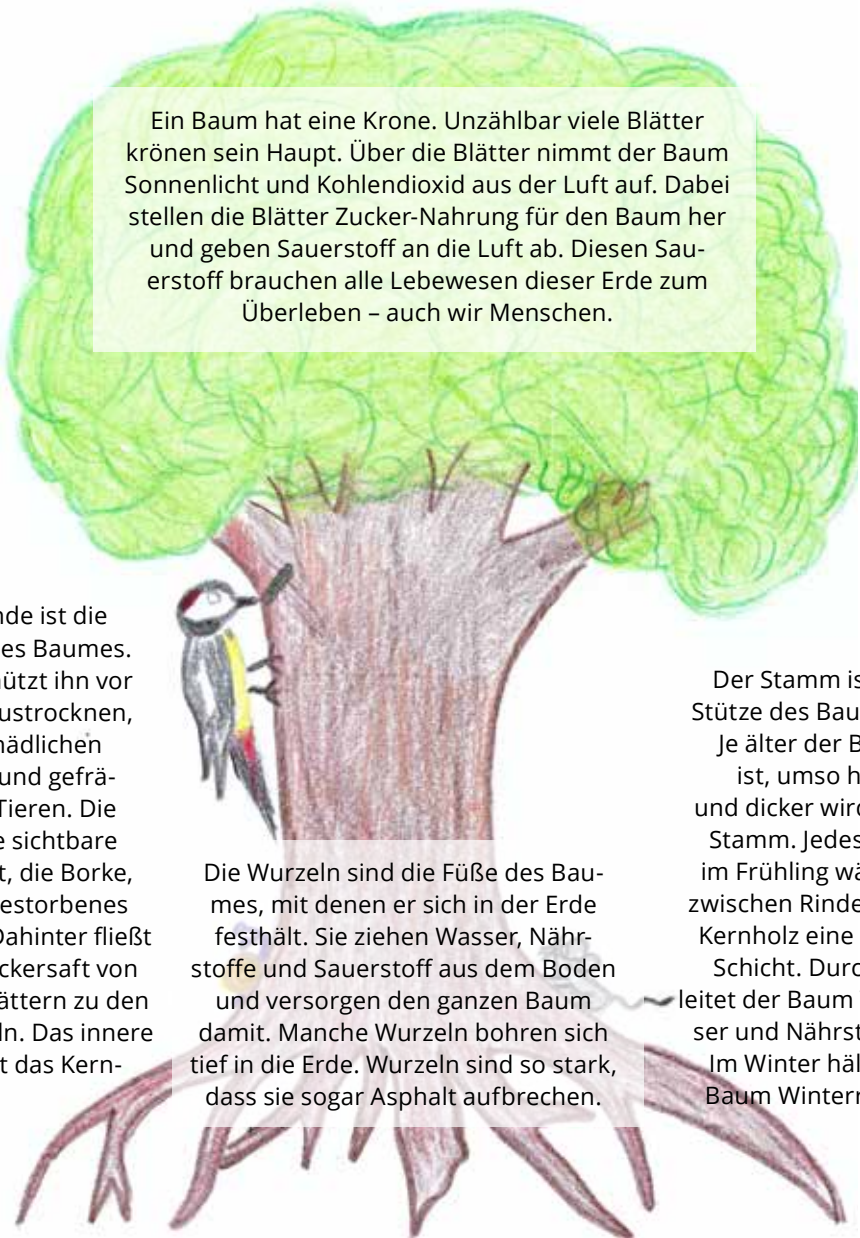 Ein Baum hat eine Krone. Unzählbar viele Blätter
krönen sein Haupt. Über die Blätter nimmt der Baum
Sonnenlicht und Kohlendioxid aus der Luft auf. Dabei
stellen die Blätter Zucker-Nahrung für den Baum her
und geben Sauerstoff an die Luft ab. Diesen Sau-
erstoff brauchen alle Lebewesen dieser Erde zum
Überleben – auch wir Menschen.
nde ist die
es Baumes.
ützt ihn vor
ustrocknen,
hädlichen
und gefrä-
Tieren. Die
e sichtbare
t, die Borke,
estorbenes
Dahinter fließt
ckersaft von
ättern zu den
ln. Das innere
t das Kern-
Die Wurzeln sind die Füße des Bau-
mes, mit denen er sich in der Erde
festhält. Sie ziehen Wasser, Nähr-
stoffe und Sauerstoff aus dem Boden
und versorgen den ganzen Baum
damit. Manche Wurzeln bohren sich
tief in die Erde. Wurzeln sind so stark,
dass sie sogar Asphalt aufbrechen.
Der Stamm is
Stütze des Bau
Je älter der B
ist, umso h
und dicker wird
Stamm. Jedes
im Frühling wä
zwischen Rinde
Kernholz eine
Schicht. Durc
leitet der Baum
ser und Nährst
Im Winter häl
Baum Winterr